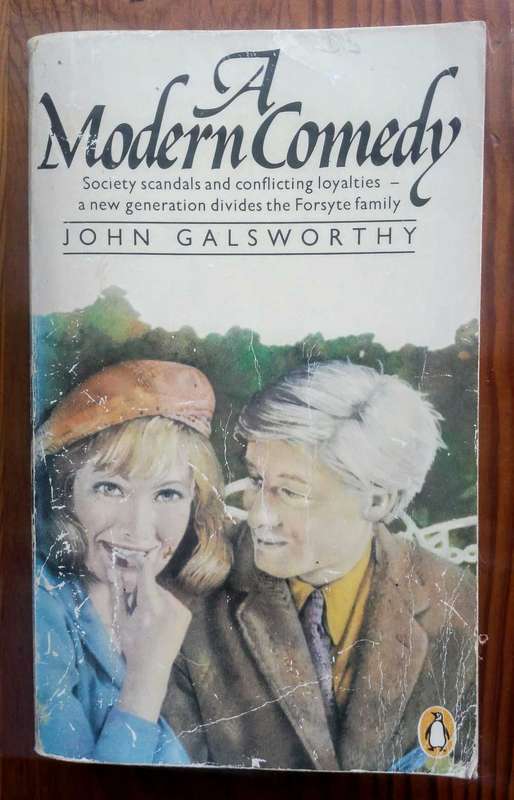 A
Modern Comedy
Society scandals and conflicting loyalties –
a new generation divides the Forsyte family
JOHN GALSWORTHY